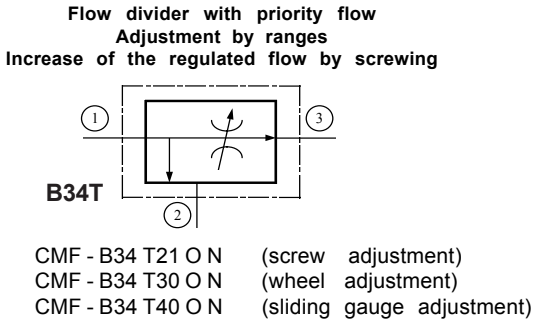 Flow divider with priority flow
Adjustment by ranges
Increase of the regulated flow by screwing
1
3
B34T
2
CMF - B34 T21 O N (screw adjustment)
CMF - B34 T30 O N (wheel adjustment)
CMF - B34 T40 O N (sliding gauge adjustment)